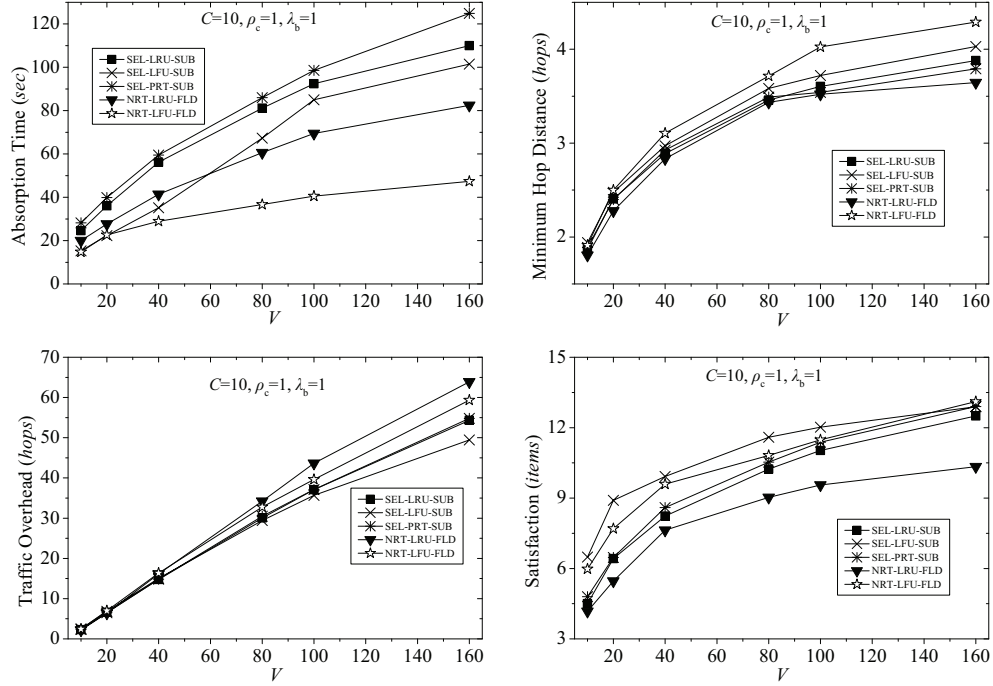 C=10, ρc=1, λb=1
Absorption Time (sec)
120
100
80
60
40
20
0
SEL-LRU-SUB
SEL-LFU-SUB
SEL-PRT-SUB
NRT-LRU-FLD
NRT-LFU-FLD
20 40 60 80 100 120 140 160
V
C=10, ρc=1, λb=1
Minimum Hop Distance (hops)
4
3
2
SEL-LRU-SUB
SEL-LFU-SUB
SEL-PRT-SUB
NRT-LRU-FLD
NRT-LFU-FLD
20 40 60 80 100 120 140 160
V
C=10, ρc=1, λb=1
Traffic Overhead (hops)
70
60
50
40
30
20
10
0
SEL-LRU-SUB
SEL-LFU-SUB
SEL-PRT-SUB
NRT-LRU-FLD
NRT-LFU-FLD
20 40 60 80 100 120 140 160
V
C=10, ρc=1, λb=1
Satisfaction (items)
15
12
9
6
3
SEL-LRU-SUB
SEL-LFU-SUB
SEL-PRT-SUB
NRT-LRU-FLD
NRT-LFU-FLD
20 40 60 80 100 120 140 160
V